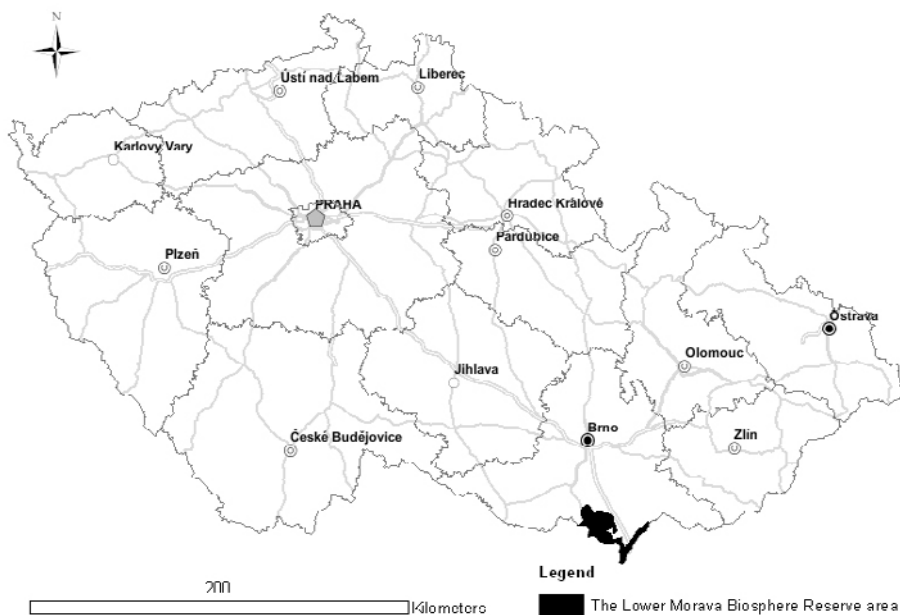 N
Ústí nad Labem
Liberec
Karlovy Vary
PRAHA
Hradec Králové
Pardubice
Plzeň
Ostrava
Olomouc
Jihlava
Brno
České Budějovice
Zlín
Legend
200
Kilometers
The Lower Morava Biosphere Reserve area